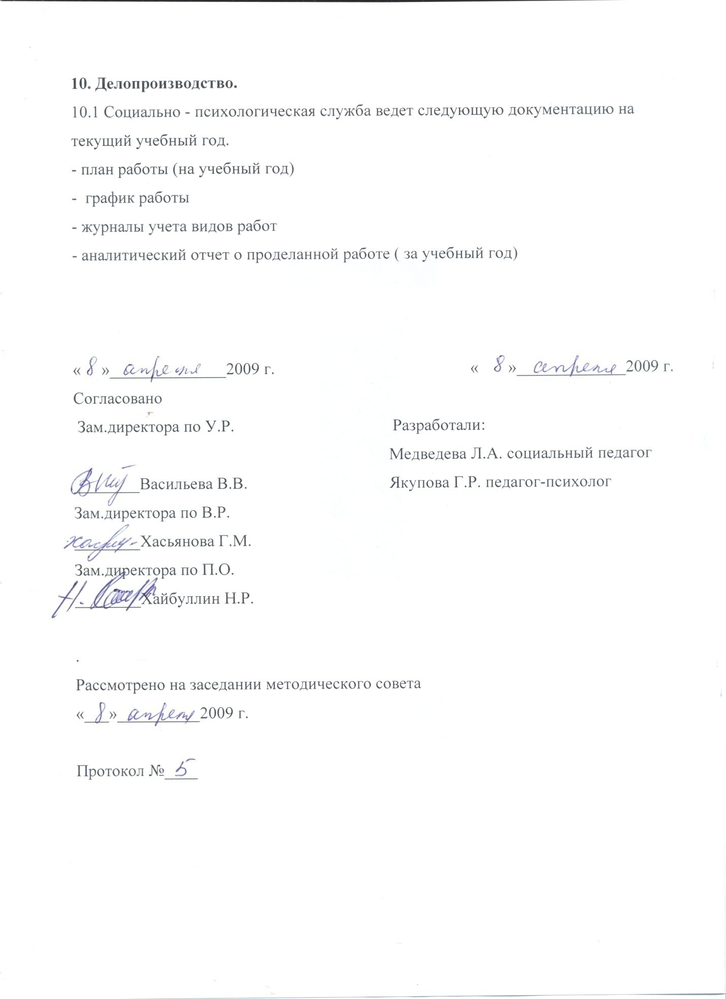 10. Делопроизводство.
10.1 Социально - психологическая служба ведет следующую документацию на
текущий учебный год.
- план работы (на учебный год)
-  график работы
- журналы учета видов работ
- аналитический отчет о проделанной работе ( за учебный год)
« 8 » апреля 2009 г.
« 8 » апреля 2009 г.
Согласовано
Зам.директора по У.Р.
Разработали:
Медведева Л.А. социальный педагог
Васильева В.В.
Якупова Г.Р. педагог-психолог
Зам.директора по В.Р.
Хасьянова Г.М.
Зам.директора по П.О.
Хайбуллин Н.Р.
.
Рассмотрено на заседании методического совета
« 8 » апреля 2009 г.
Протокол № 5